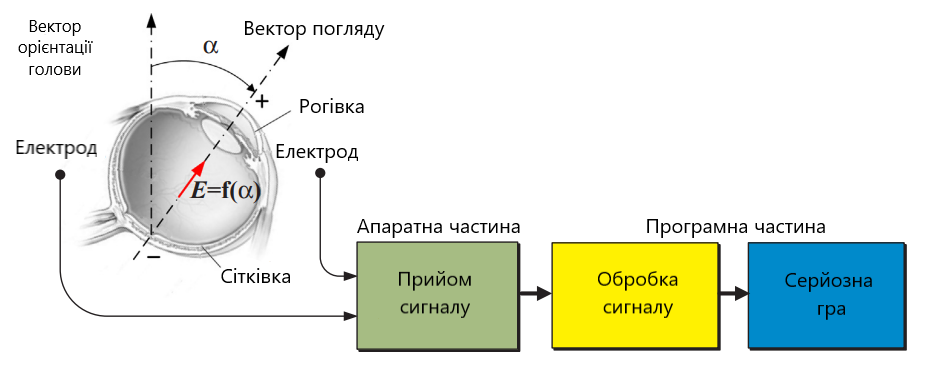 Вектор
орієнтації
голови
α
Вектор погляду
+
Рогівка
Електрод
Електрод
E=f(α)
–
Сітківка
Апаратна частина
Програмна частина
Прийом
сигналу
Обробка
сигналу
Серйозна
гра